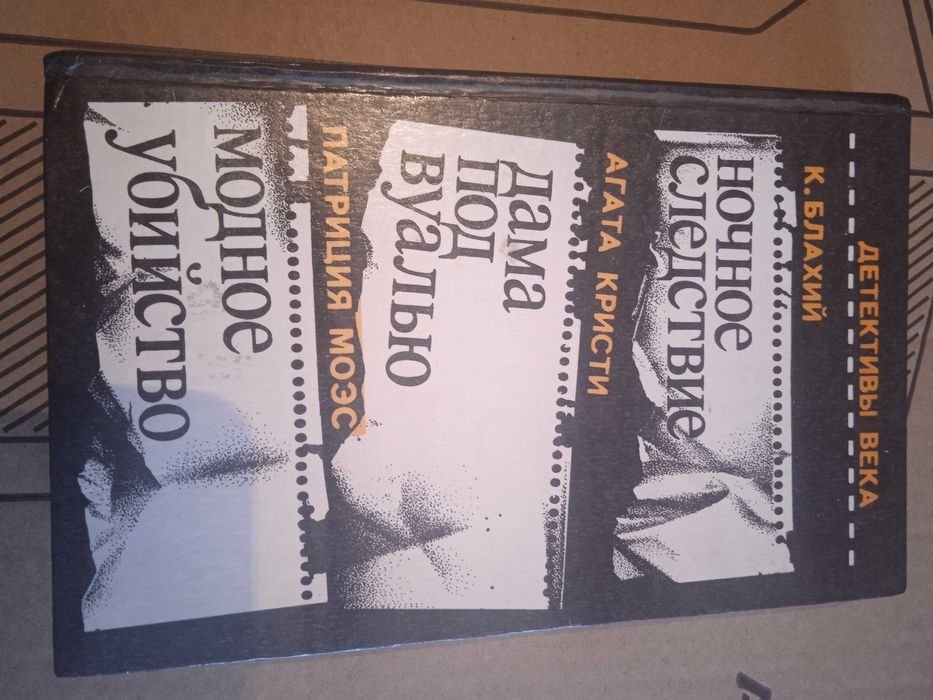 ДЕТЕКТИВЫ ВЕКА
К. БЛАХИЙ
НОЧНОЕ
СЛЕДСТВИЕ
АГАТА КРИСТИ
ДАМА
ПОД
ВУАЛЬЮ
ПАТРИЦИЯ МОЭС
МОДНОЕ
УБИЙСТВО